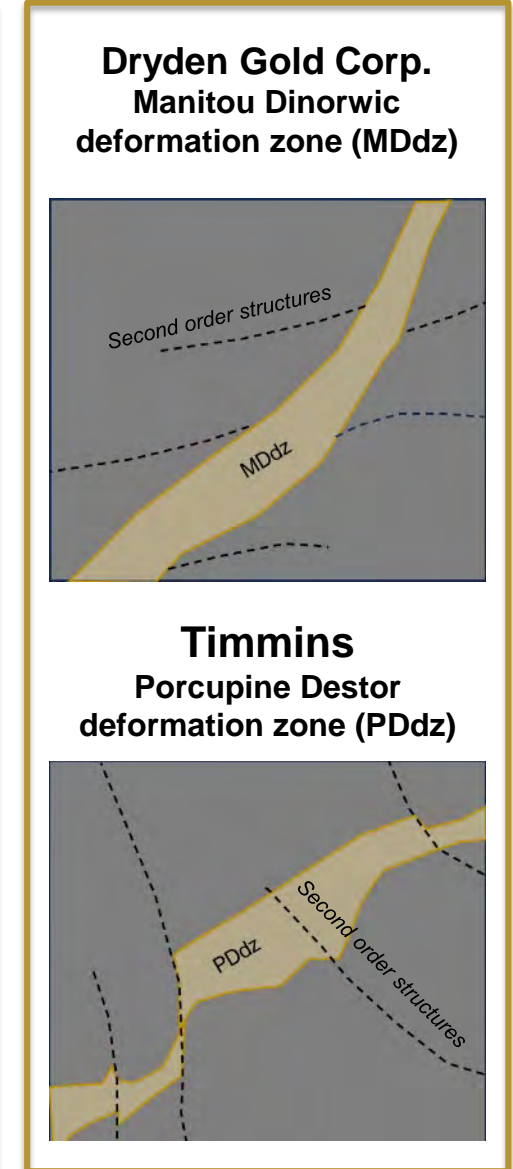 Dryden Gold Corp.
Manitou Dinorwic
deformation zone (MDdz)
Second order structures
MDdz
Timmins
Porcupine Destor
deformation zone (PDdz)
PDdz
Second order structures